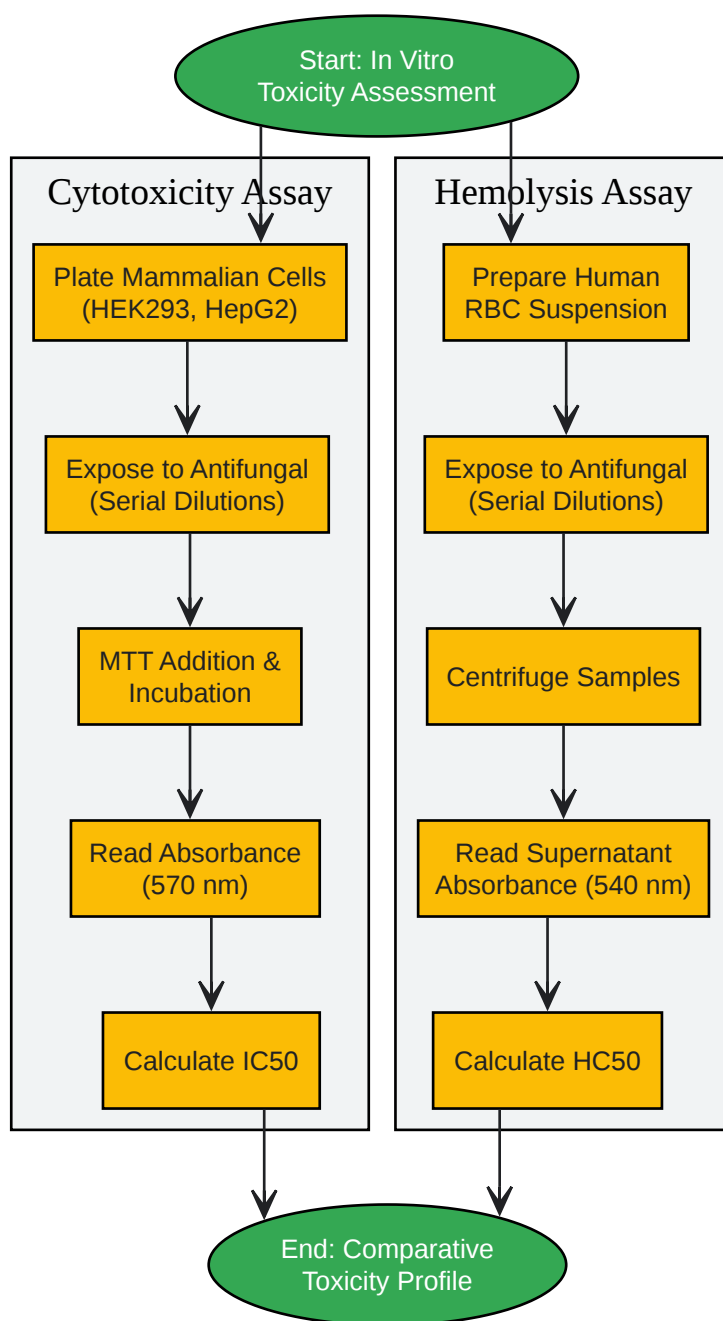 Start: In Vitro
Toxicity Assessment
Cytotoxicity Assay
Plate Mammalian Cells
(HEK293, HepG2)
Expose to Antifungal
(Serial Dilutions)
MTT Addition &
Incubation
Read Absorbance
(570 nm)
Calculate IC50
Hemolysis Assay
Prepare Human
RBC Suspension
Expose to Antifungal
(Serial Dilutions)
Centrifuge Samples
Read Supernatant
Absorbance (540 nm)
Calculate HC50
End: Comparative
Toxicity Profile